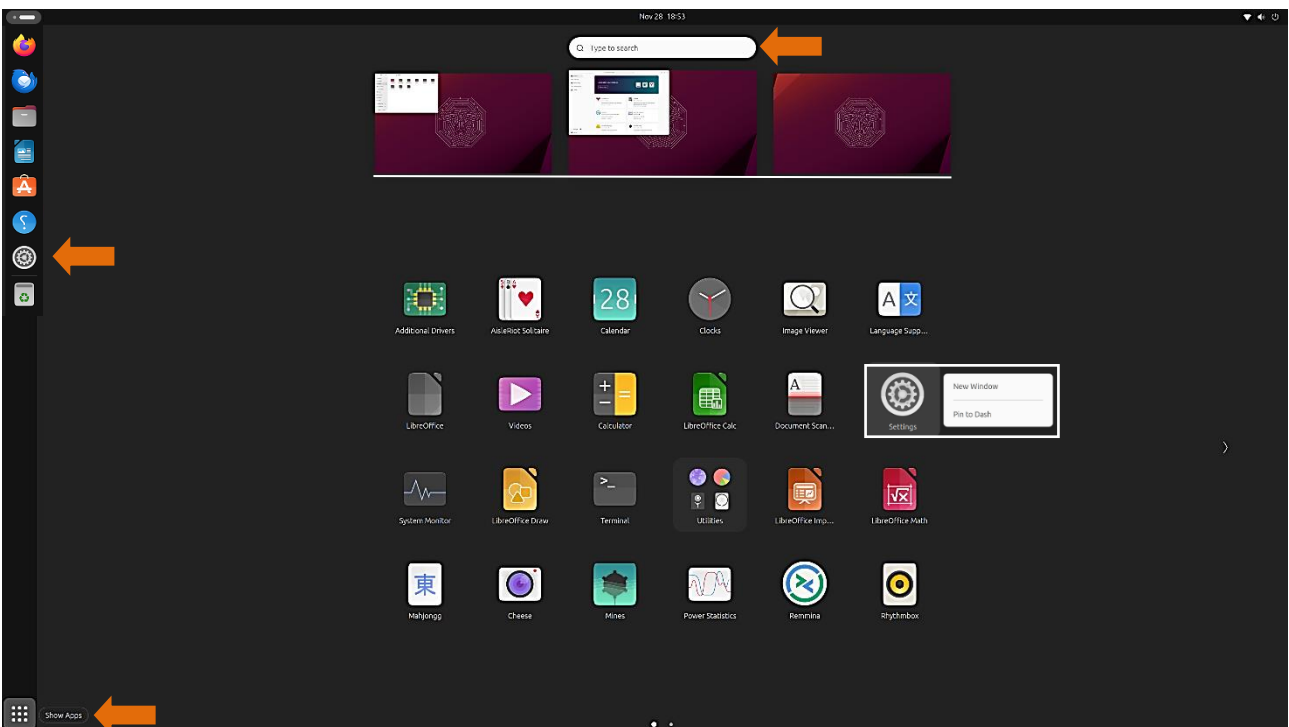 Nov 28 18:53
Type to search
28
A 文
Additional Drivers
AisleRiot Solitaire
Calendar
Clocks
Image Viewer
Language Supp...
A
New Window
Pin to Dash
LibreOffice
Videos
Calculator
LibreOffice Calc
Document Scan...
Settings
>_
√x
System Monitor
LibreOffice Draw
Terminal
Utilities
LibreOffice Imp...
LibreOffice Math
東
Mahjongg
Cheese
Mines
Power Statistics
Remmina
Rhythmbox
Show Apps